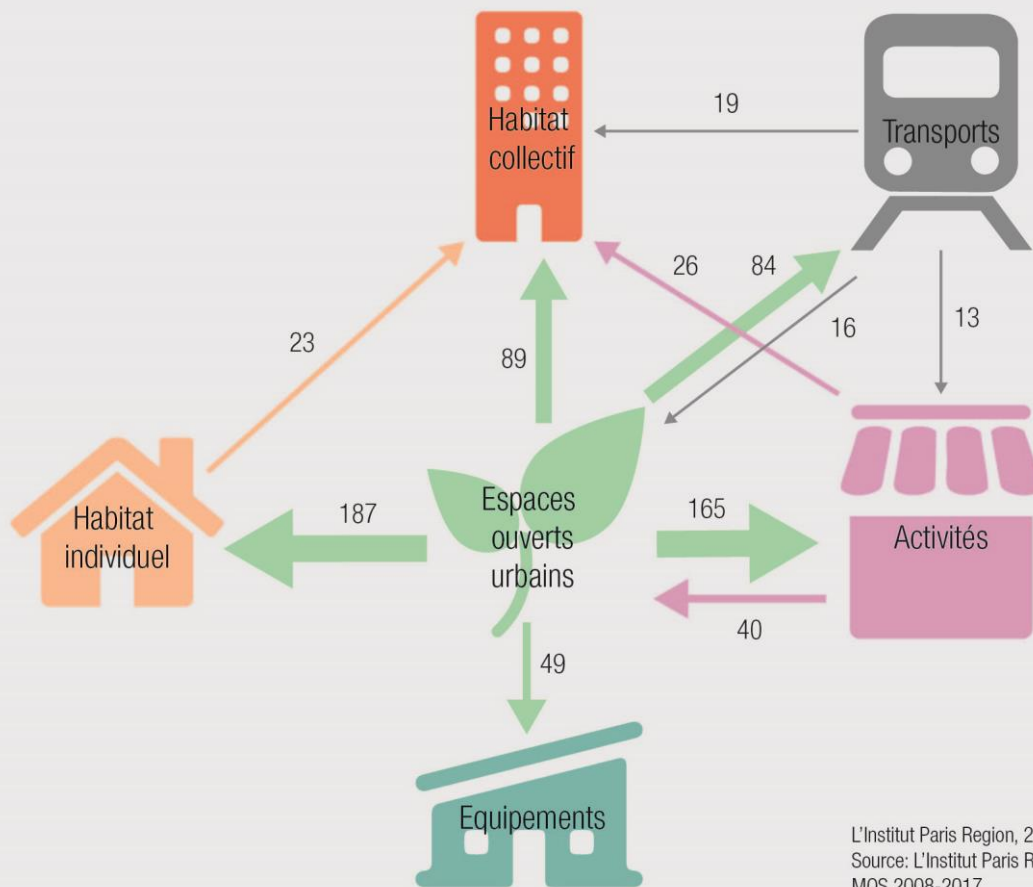 Habitat
collectif
19
Transports
26
84
23
16
13
89
Habitat
individuel
187
Espaces
ouverts
urbains
165
Activités
40
49
Equipements
L'Institut Paris Region,
Source: L'Institut Paris
MOS 2008-2017